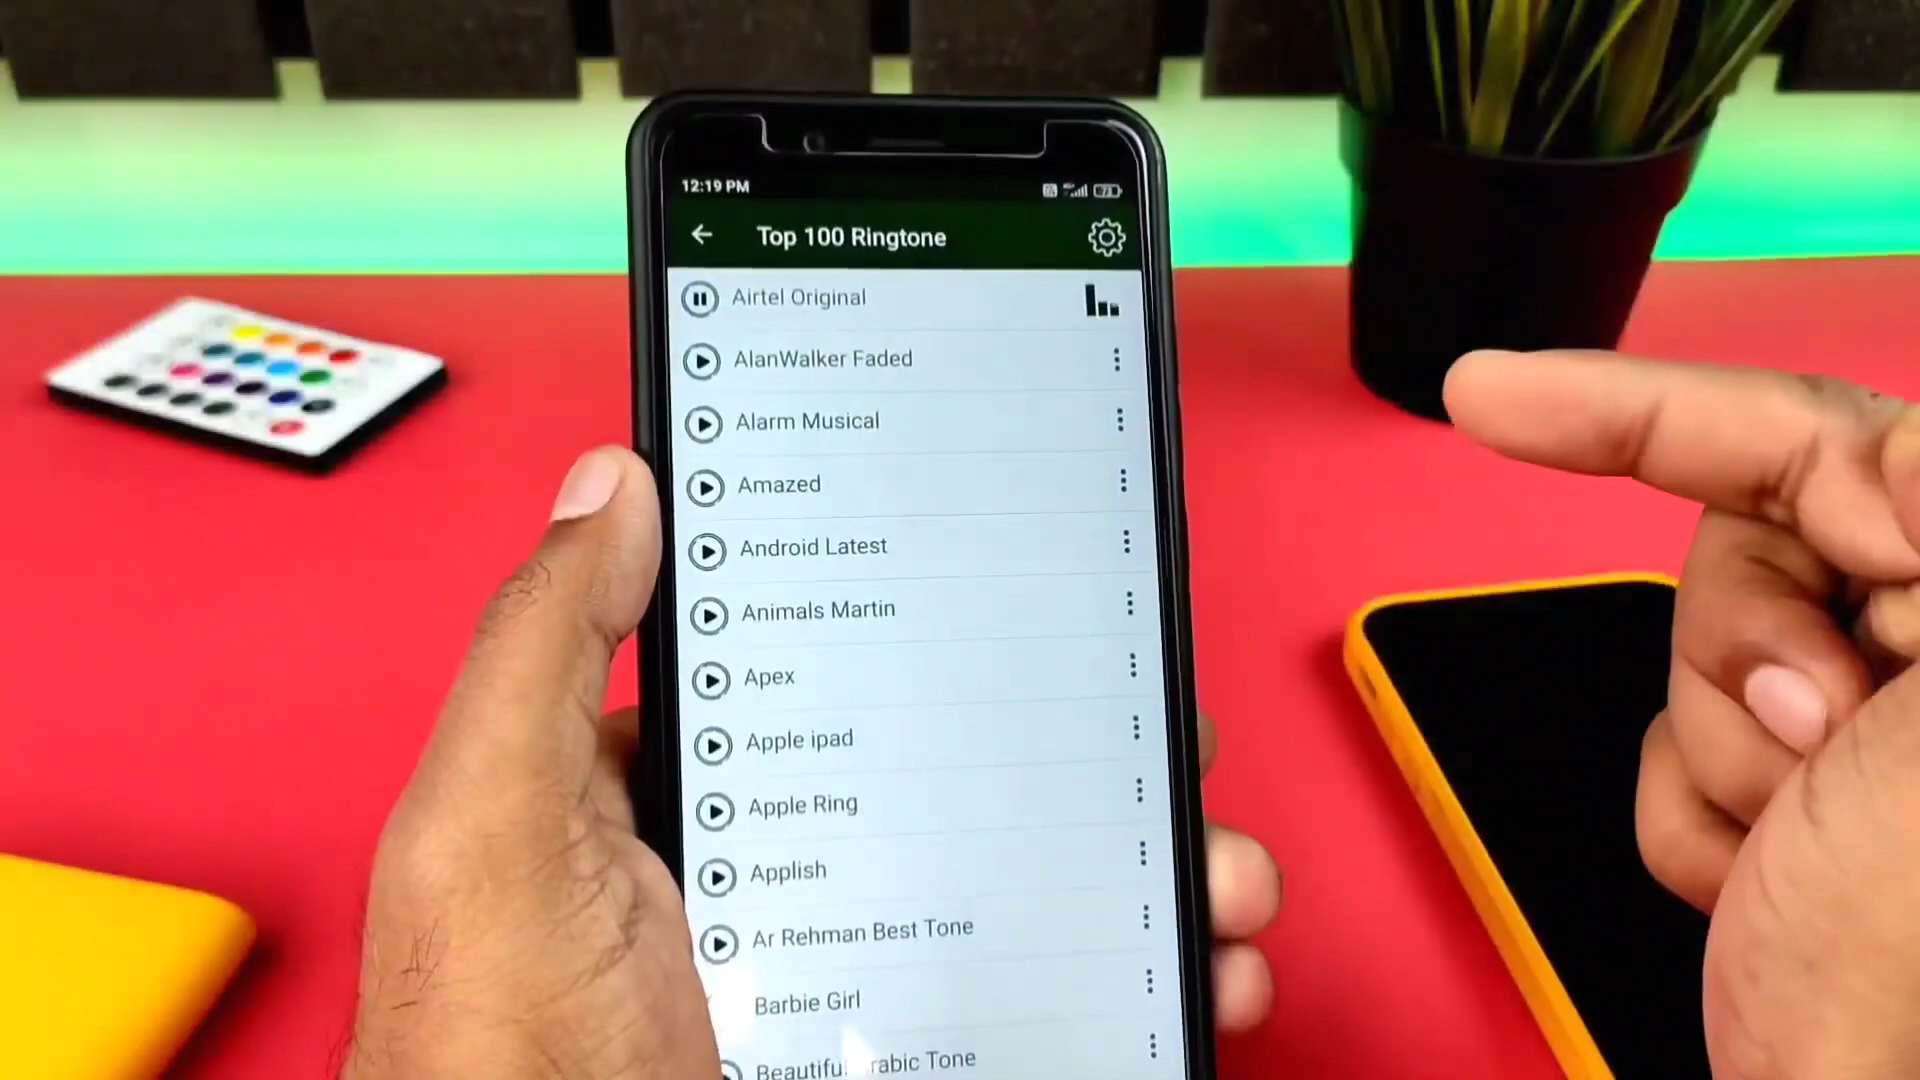 12:19 PM
73
Top 100 Ringtone
Airtel Original
AlanWalker Faded
Alarm Musical
Amazed
Android Latest
Animals Martin
Apex
Apple ipad
Apple Ring
Applish
Ar Rehman Best Tone
Barbie Girl
Tone